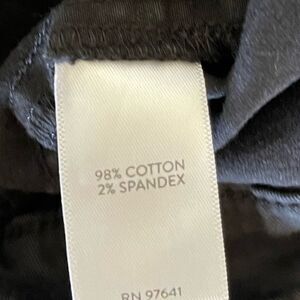 98% COTTON
2% SPANDEX
RN 97641